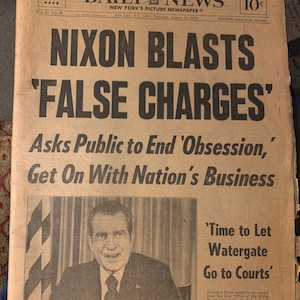 DAILY NEWS
10¢
NEW YORK'S PICTURE NEWSPAPER
NIXON BLASTS
'FALSE CHARGES'
Asks Public to End 'Obsession,'
Get On With Nation's Business
'Time to Let
Watergate
Go to Courts'